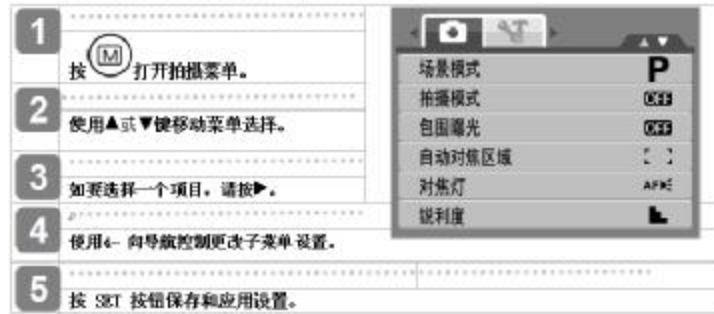 1
按 M 打开拍摄菜单。
2
使用▲或▼键移动菜单选择。
3
如要选择一个项目,请按▶。
4
使用4- 向导航控制更改子菜单设置。
5
按 SET 按钮保存和应用设置。
场景模式 P
拍摄模式 OFF
包围曝光 OFF
自动对焦区域 [ ]
对焦灯 AF
锐利度